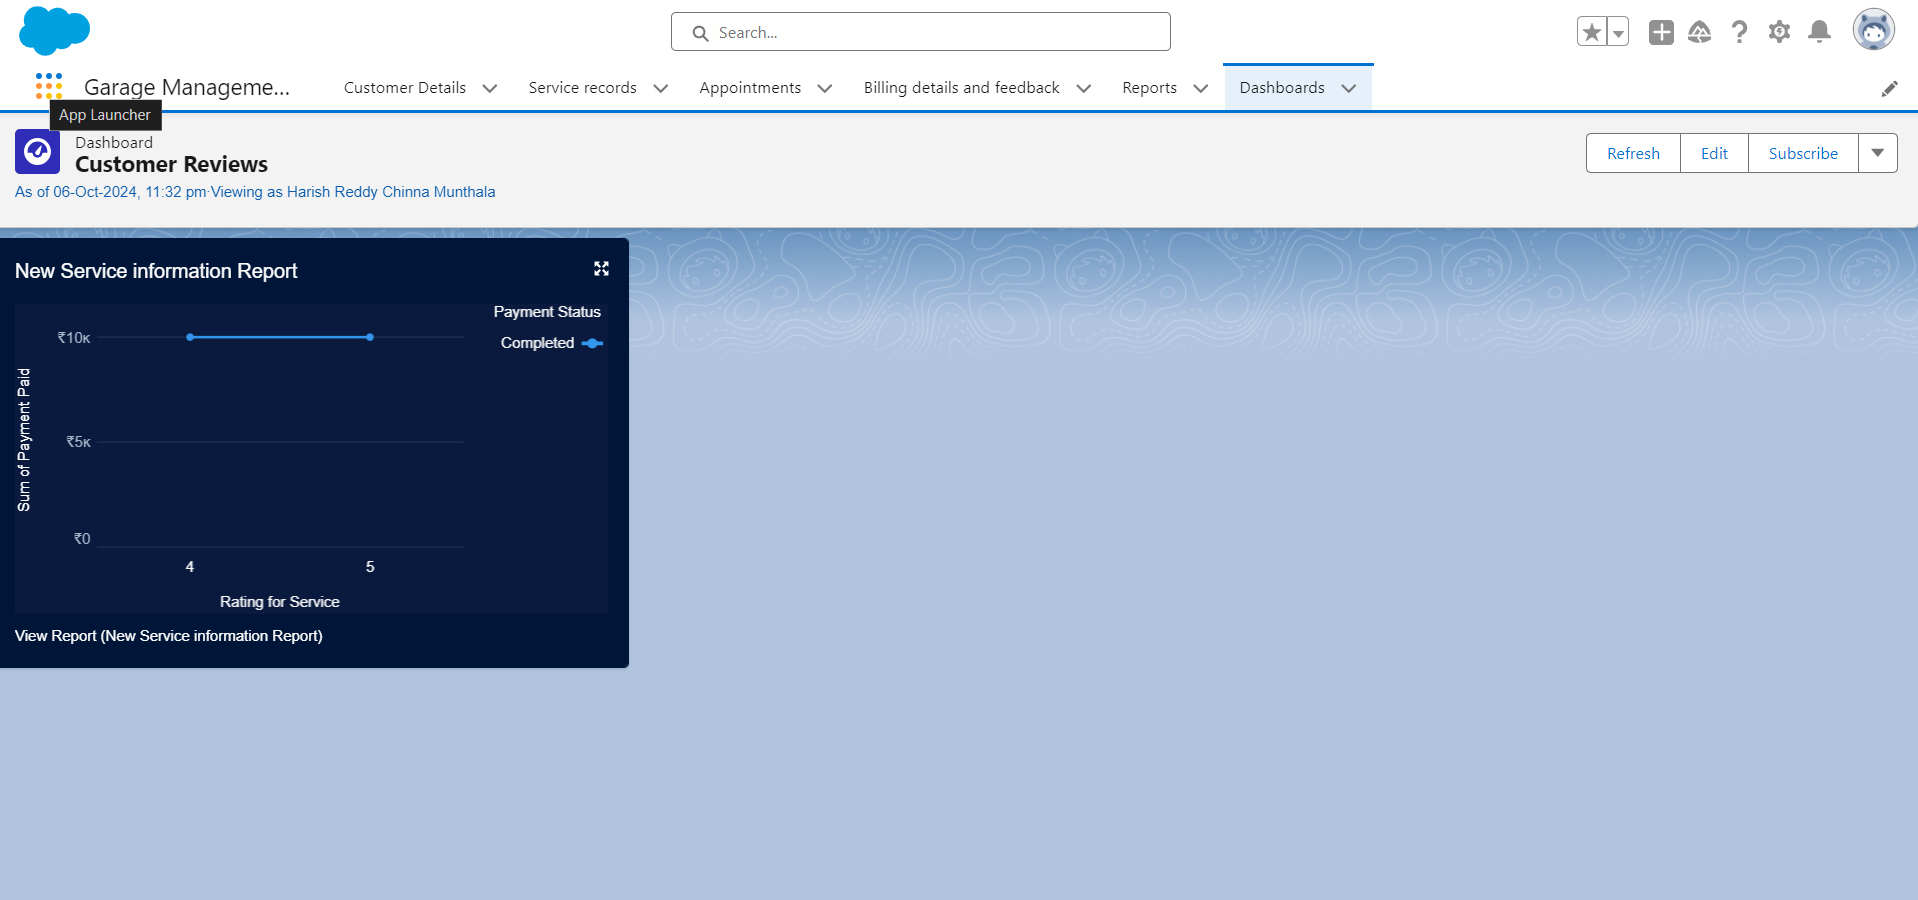 Search...
Garage Manageme...
Customer Details
Service records
Appointments
Billing details and feedback
Reports
Dashboards
App Launcher
Dashboard
Customer Reviews
As of 06-Oct-2024, 11:32 pm·Viewing as Harish Reddy Chinna Munthala
Refresh
Edit
Subscribe
New Service information Report
Payment Status
Completed
₹10K
₹5K
₹0
Sum of Payment Paid
4
5
Rating for Service
View Report (New Service information Report)